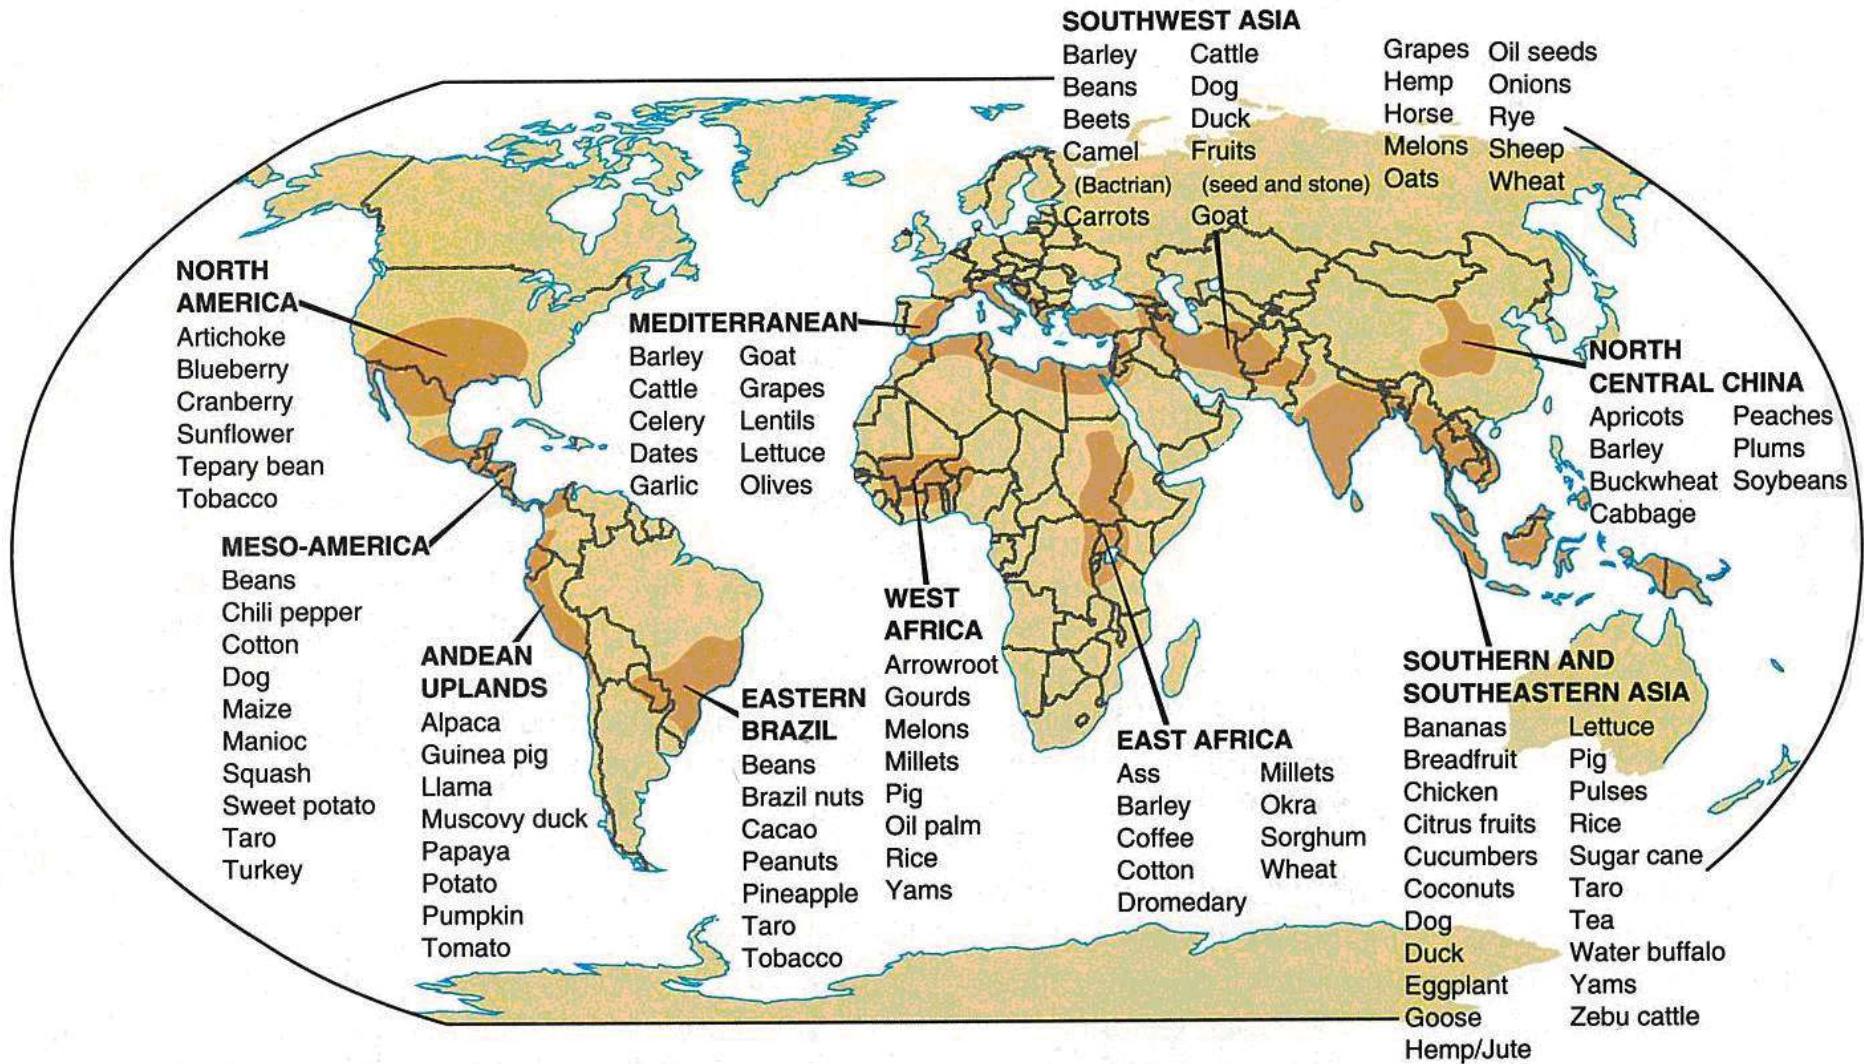 SOUTHWEST ASIA
Barley
Beans
Beets
Camel
(Bactrian)
Carrots
Cattle
Dog
Duck
Fruits
(seed and stone)
Goat
Grapes
Hemp
Horse
Melons
Oats
Oil seeds
Onions
Rye
Sheep
Wheat
NORTH
AMERICA
Artichoke
Blueberry
Cranberry
Sunflower
Tepary bean
Tobacco
MEDITERRANEAN
Barley
Cattle
Celery
Dates
Garlic
Goat
Grapes
Lentils
Lettuce
Olives
NORTH
CENTRAL CHINA
Apricots
Barley
Buckwheat
Cabbage
Peaches
Plums
Soybeans
MESO-AMERICA
Beans
Chili pepper
Cotton
Dog
Maize
Manioc
Squash
Sweet potato
Taro
Turkey
ANDEAN
UPLANDS
Alpaca
Guinea pig
Llama
Muscovy duck
Papaya
Potato
Pumpkin
Tomato
EASTERN
BRAZIL
Beans
Brazil nuts
Cacao
Peanuts
Pineapple
Taro
Tobacco
WEST
AFRICA
Arrowroot
Gourds
Melons
Millets
Pig
Oil palm
Rice
Yams
EAST AFRICA
Ass
Barley
Coffee
Cotton
Dromedary
Millets
Okra
Sorghum
Wheat
SOUTHERN AND
SOUTHEASTERN ASIA
Bananas
Breadfruit
Chicken
Citrus fruits
Cucumbers
Coconuts
Dog
Duck
Eggplant
Goose
Hemp/Jute
Lettuce
Pig
Pulses
Rice
Sugar cane
Taro
Tea
Water buffalo
Yams
Zebu cattle